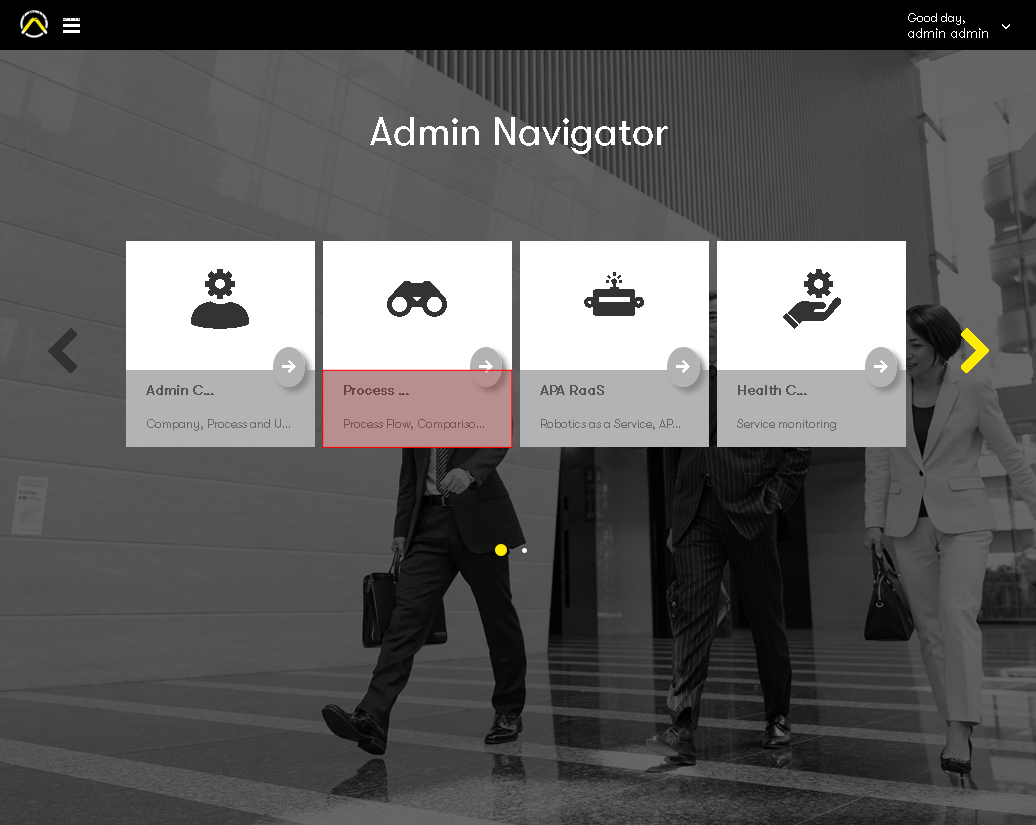 Good day,
admin admin
Admin Navigator
Admin C...
Company, Process and U...
Process ...
Process Flow, Compariso...
APA RaaS
Robotics as a Service, AP...
Health C...
Service monitoring